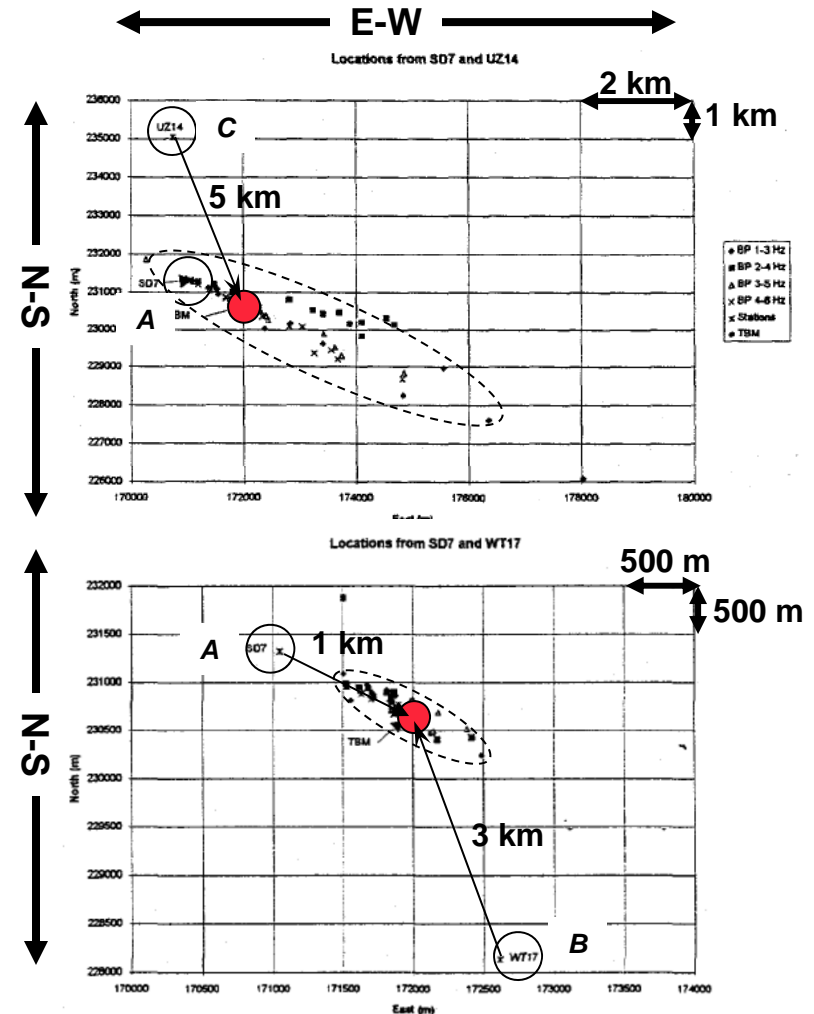 E-W
Locations from SD7 and UZ14
2 km
1 km
236000
235000
234000
233000
232000
231000
230000
229000
228000
227000
226000
UZ14
C
5 km
SD7
A
BM
S-N
North (m)
BP 1-3 Hz
BP 2-4 Hz
BP 3-5 Hz
BP 4-6 Hz
Stations
TBM
170000 172000 174000 176000 178000 180000
East (m)
Locations from SD7 and WT17
500 m
500 m
232000
231500
231000
230500
230000
229500
229000
228500
228000
A
SD7
1 km
TBM
3 km
WT17
B
S-N
North (m)
170000 170500 171000 171500 172000 172500 173000 173500 174000
East (m)